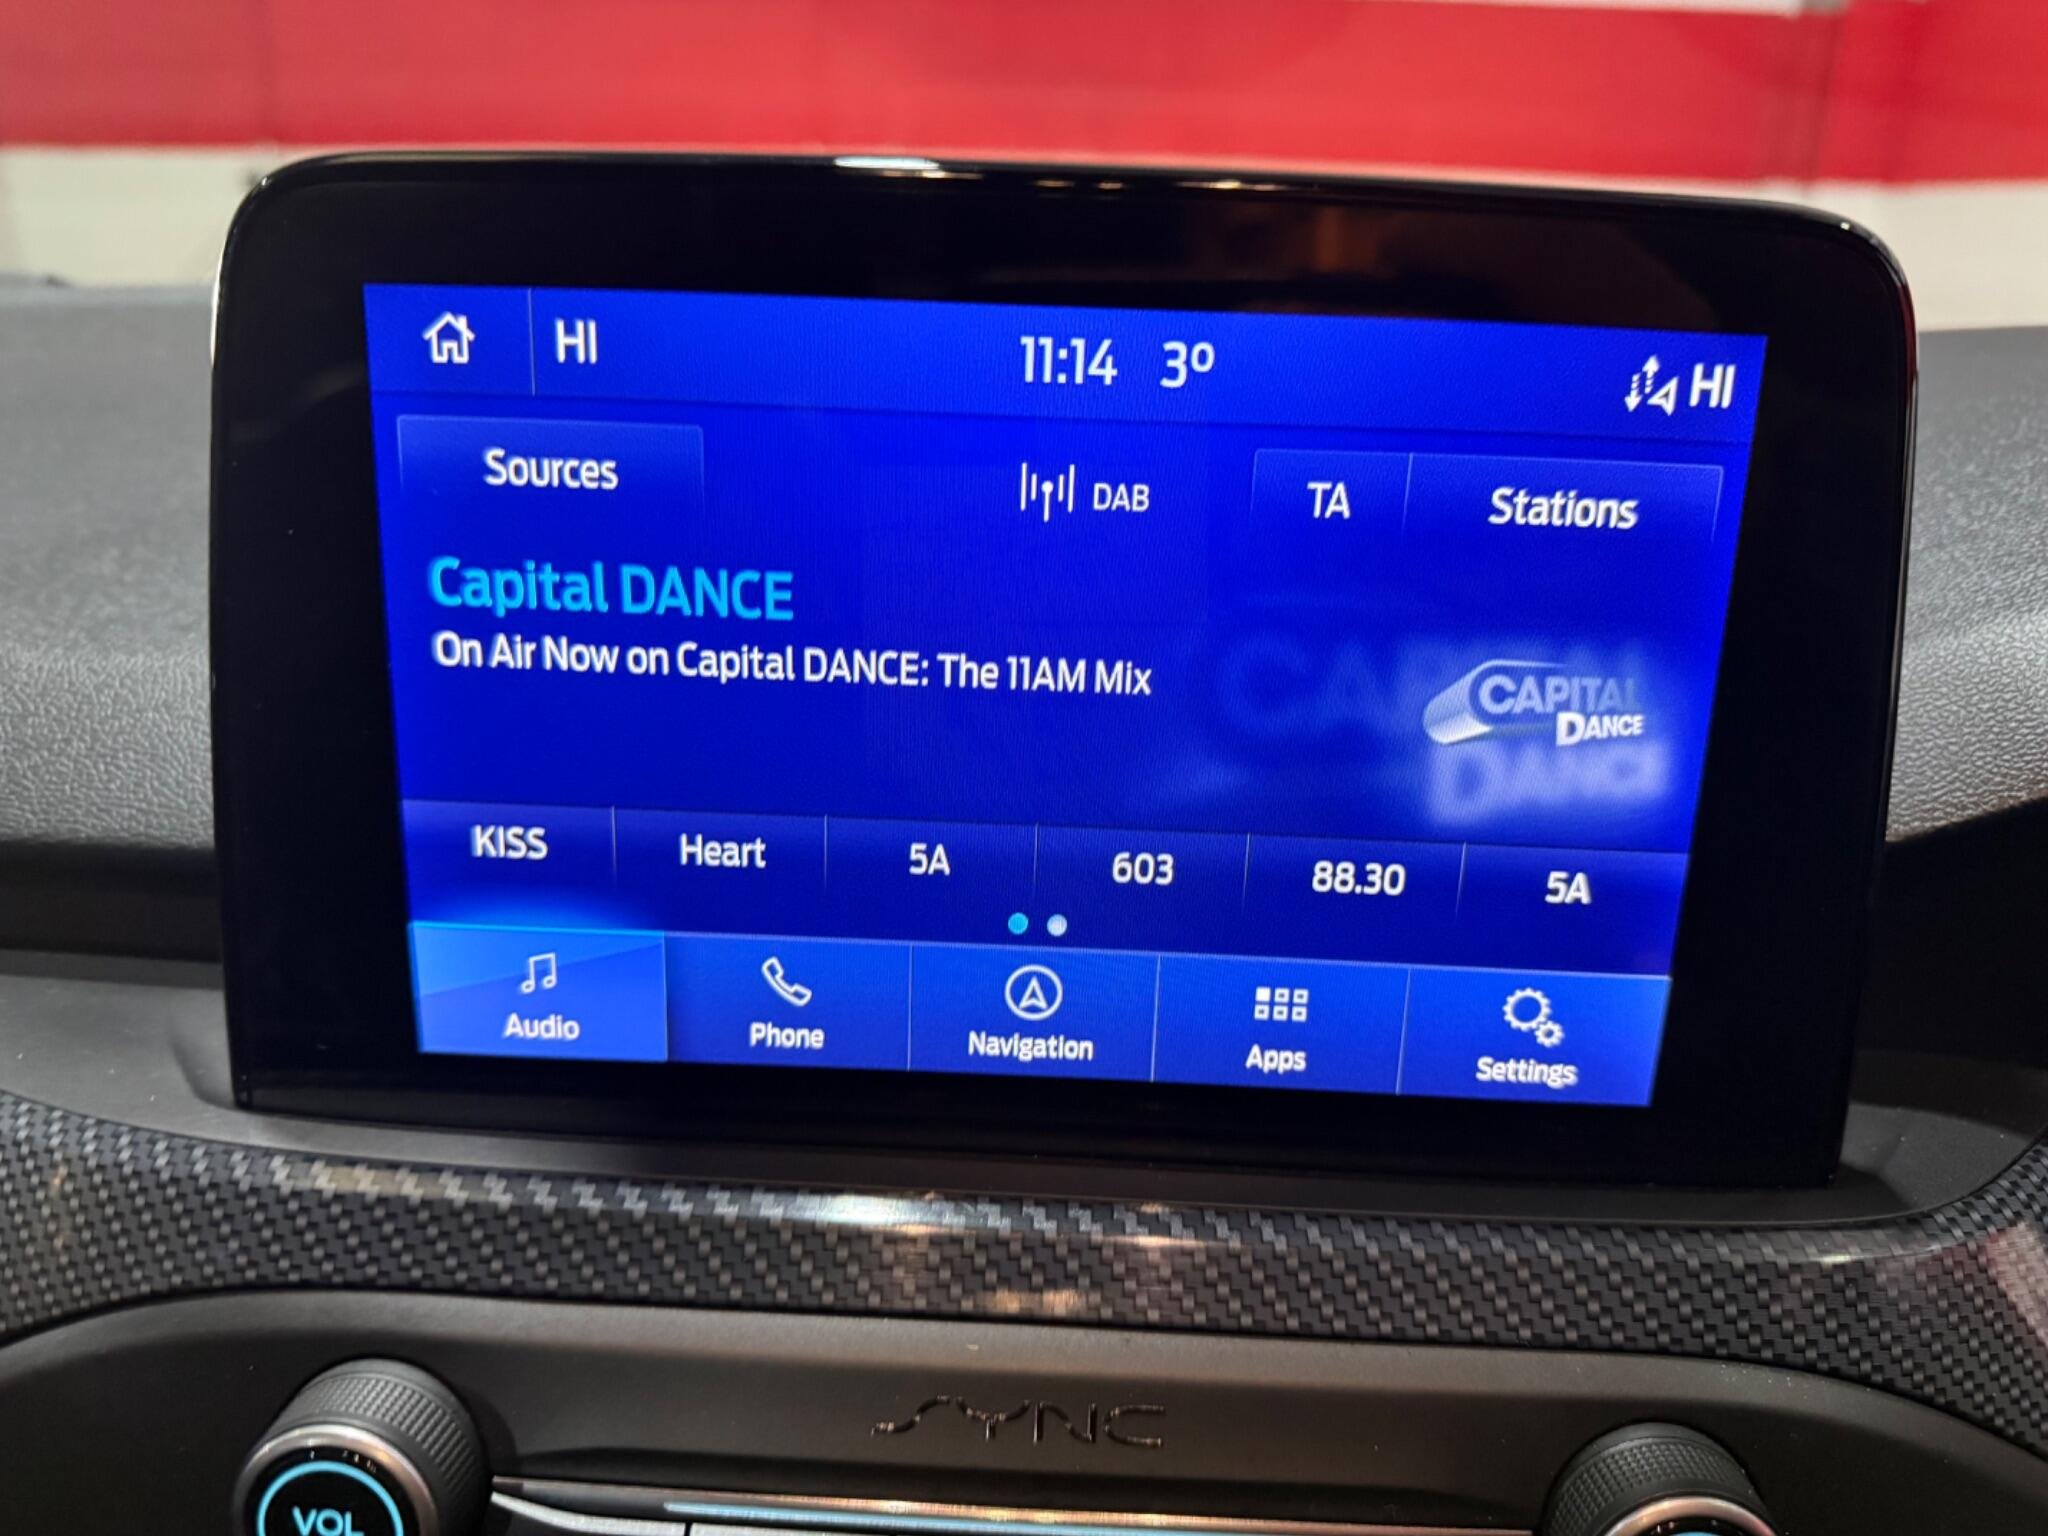 HI
11:14 3º
HI
Sources
DAB
TA
Stations
Capital DANCE
On Air Now on Capital DANCE: The 11AM Mix
CAPITAL
DANCE
KISS
Heart
5A
603
88.30
5A
Audio
Phone
Navigation
Apps
Settings
SYNC
VOL